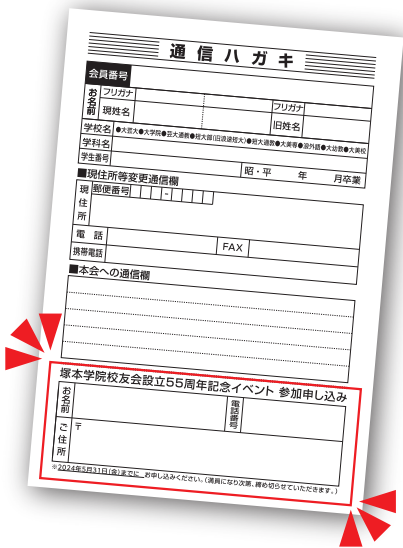 通信ハガキ
会員番号
お名前
フリガナ
フリガナ
現姓名
旧姓名
学校名 ●大芸大●大学院●芸大通教●短大部(旧浪速短大)●短大通教●大美専●浪外語●大幼教●大美校
学科名
学生番号 昭・平 年 月卒業
■現住所等変更通信欄
現住所
郵便番号 -
電話 FAX
携帯電話
■本会への通信欄
塚本学院校友会設立55周年記念イベント 参加申し込み
お名前
電話番号
ご住所
〒
※2024年5月31日(金)までに、お申し込みください。(満員になり次第、締め切らせていただきます。)